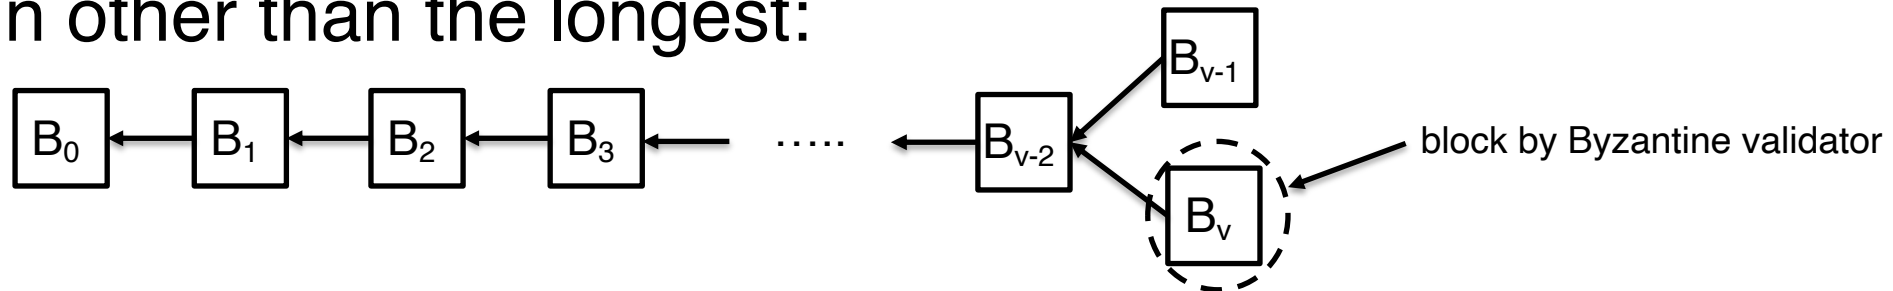 n other than the longest:
B₀ B₁ B₂ B₃ ..... Bᵥ₋₂ Bᵥ₋₁
block by Byzantine validator
Bᵥ